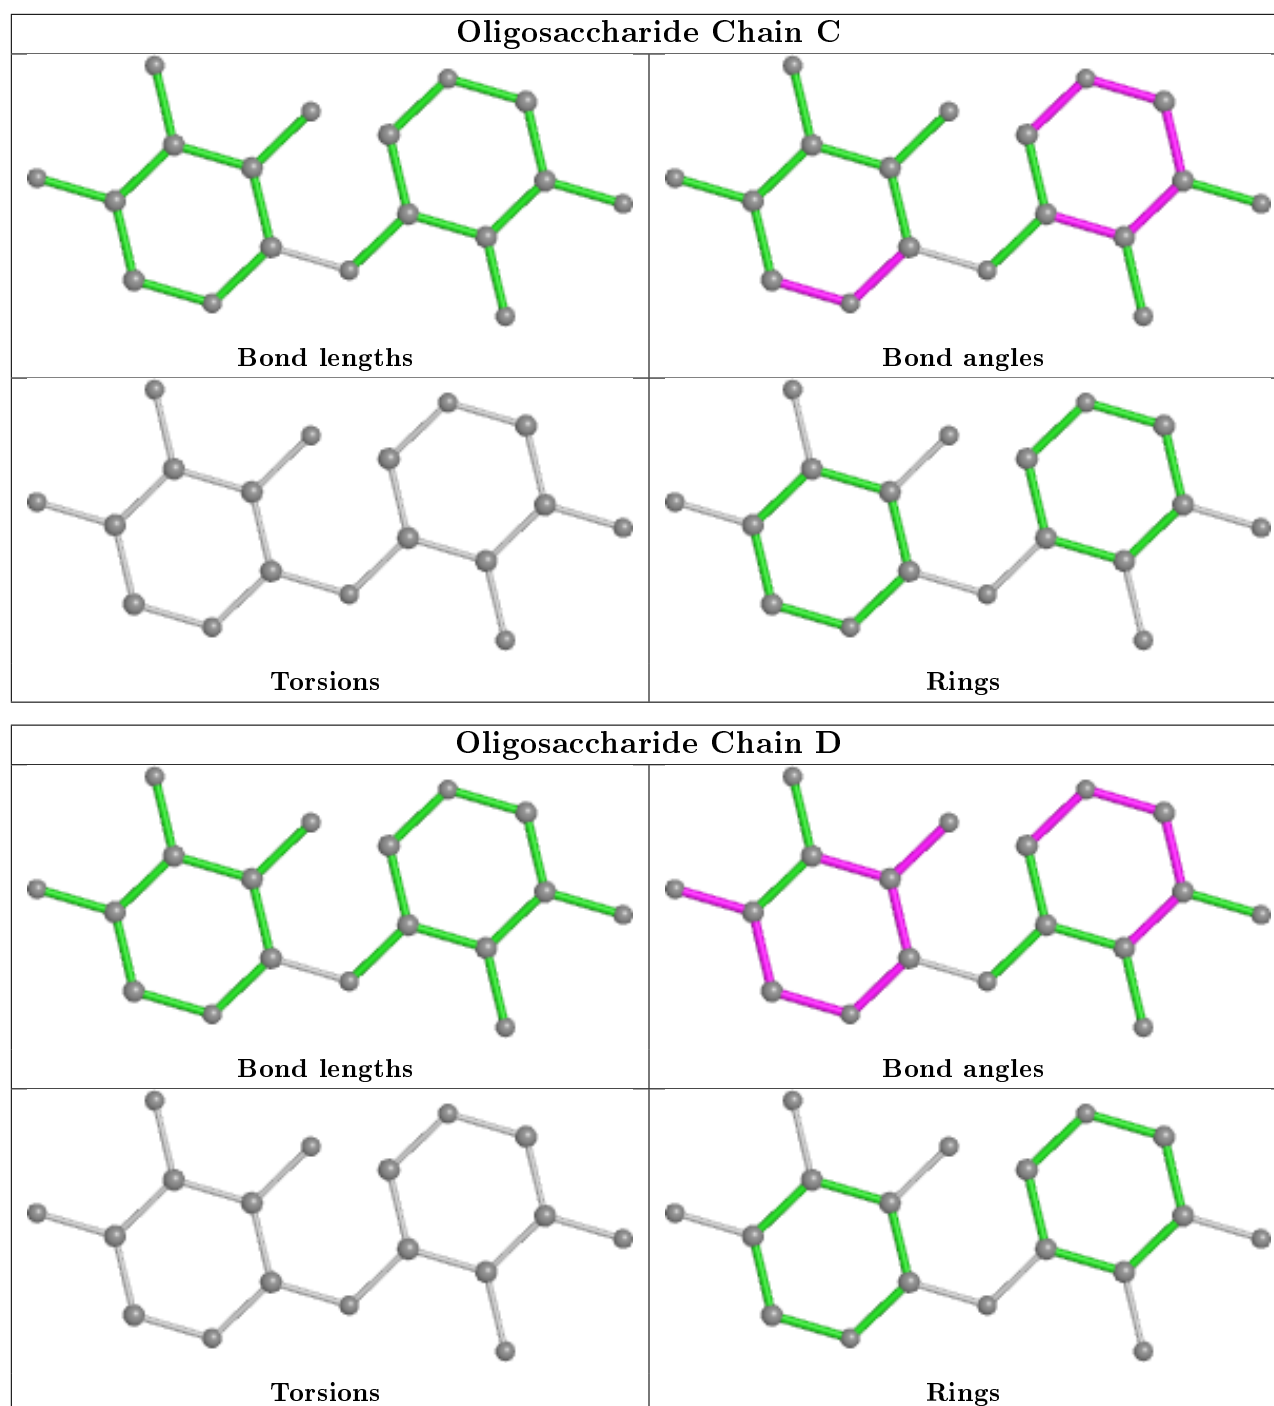 Oligosaccharide Chain C
Bond lengths
Bond angles
Torsions
Rings
Oligosaccharide Chain D
Bond lengths
Bond angles
Torsions
Rings